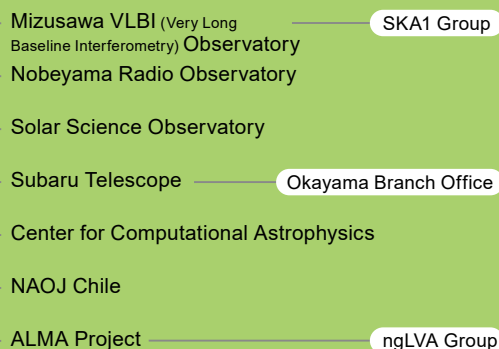 Mizusawa VLBI (Very Long
Baseline Interferometry) Observatory
SKA1 Group
Nobeyama Radio Observatory
Solar Science Observatory
Subaru Telescope
Okayama Branch Office
Center for Computational Astrophysics
NAOJ Chile
ALMA Project
ngLVA Group